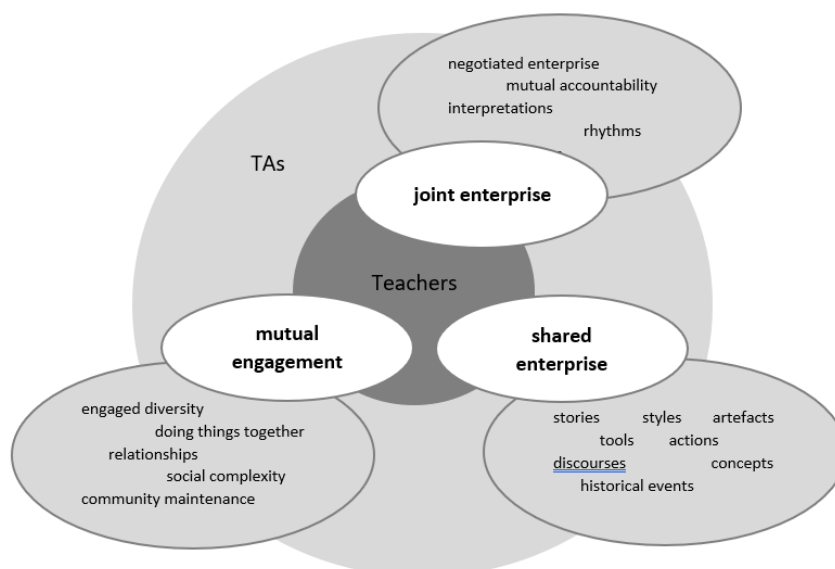 negotiated enterprise
mutual accountability
interpretations
rhythms
TAs
joint enterprise
Teachers
mutual
engagement
shared
enterprise
engaged diversity
doing things together
relationships
social complexity
community maintenance
stories styles artefacts
tools actions
discourses concepts
historical events